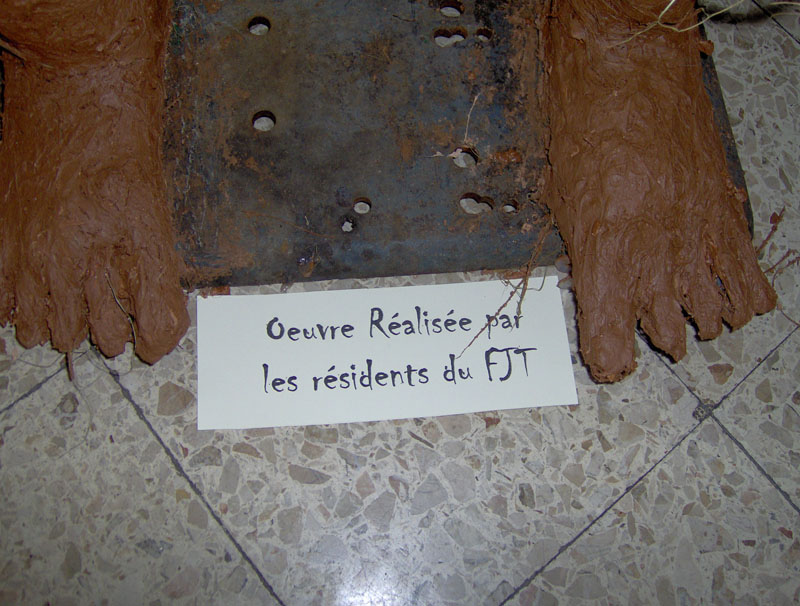 Oeuvre Réalisée par
les résidents du FJT